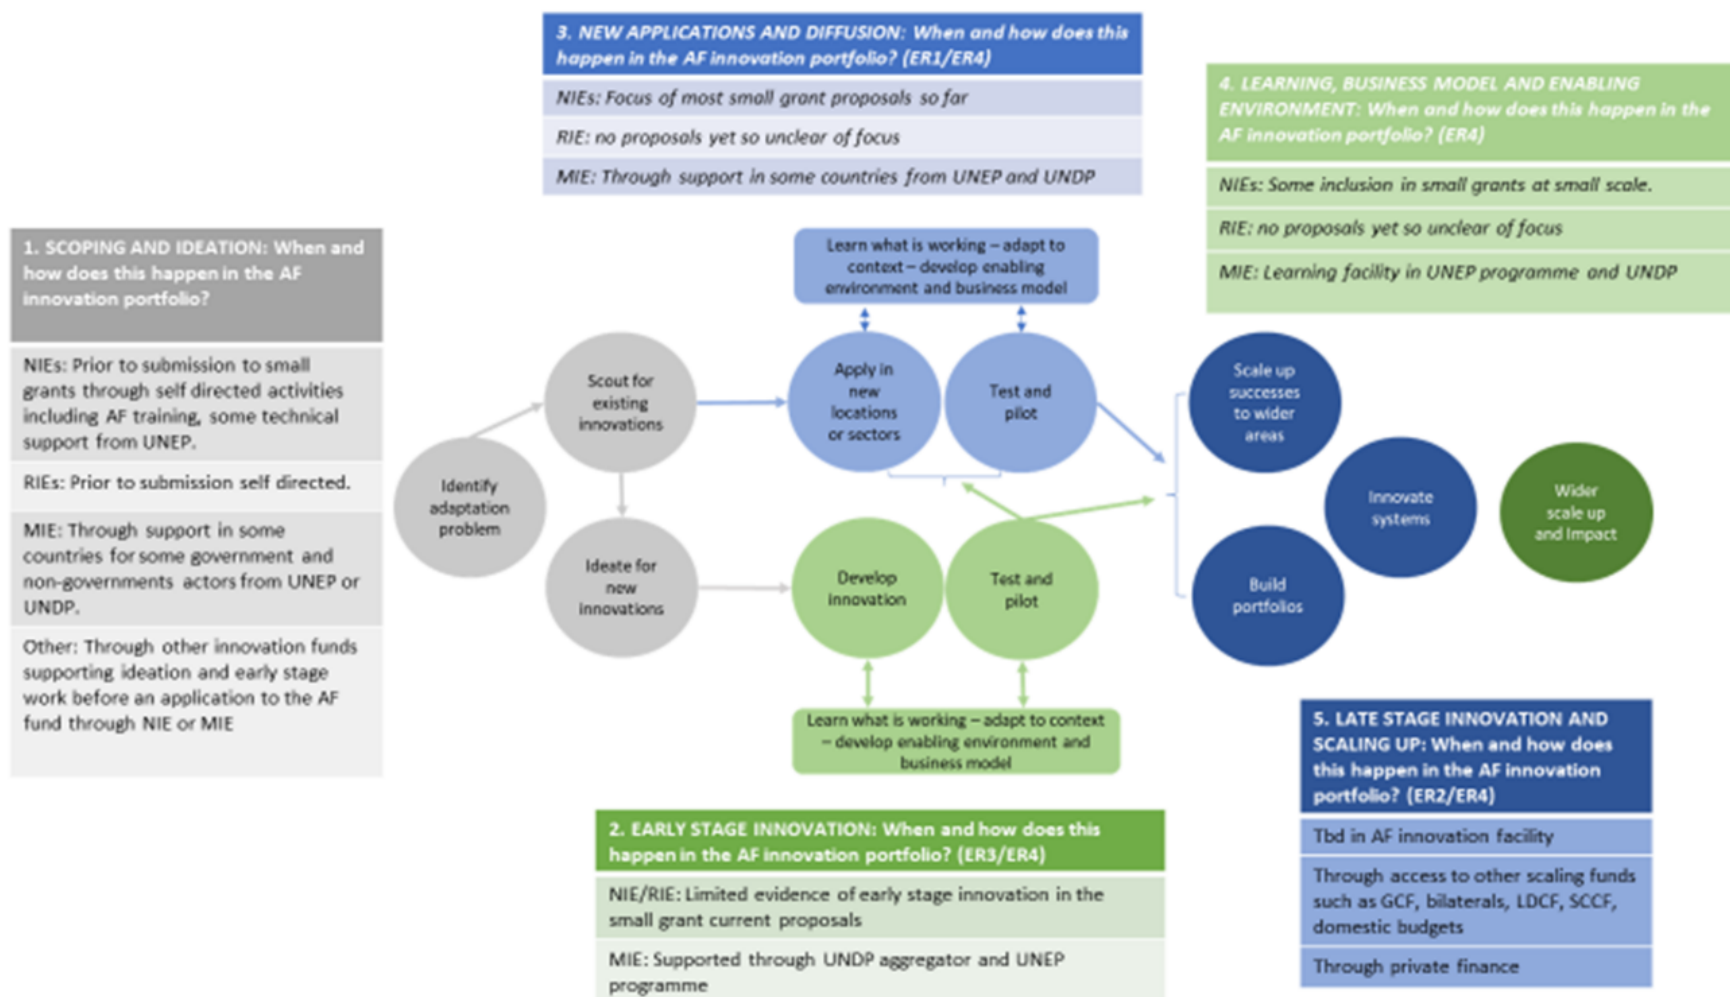 3. NEW APPLICATIONS AND DIFFUSION: When and how does this
happen in the AF innovation portfolio? (ER1/ER4)
NIEs: Focus of most small grant proposals so far
RIE: no proposals yet so unclear of focus
MIE: Through support in some countries from UNEP and UNDP
4. LEARNING, BUSINESS MODEL AND ENABLING
ENVIRONMENT: When and how does this happen in the
AF innovation portfolio? (ER4)
NIEs: Some inclusion in small grants at small scale.
RIE: no proposals yet so unclear of focus
MIE: Learning facility in UNEP programme and UNDP
1. SCOPING AND IDEATION: When and
how does this happen in the AF
innovation portfolio?
NIEs: Prior to submission to small
grants through self directed activities
including AF training, some technical
support from UNEP.
RIEs: Prior to submission self directed.
MIE: Through support in some
countries for some government and
non-governments actors from UNEP or
UNDP.
Other: Through other innovation funds
supporting ideation and early stage
work before an application to the AF
fund through NIE or MIE
Identify
adaptation
problem
Scout for
existing
innovations
Ideate for
new
innovations
Learn what is working – adapt to
context – develop enabling
environment and business model
Apply in
new
locations
or sectors
Test and
pilot
Develop
innovation
Test and
pilot
Learn what is working – adapt to context
– develop enabling environment and
business model
Scale up
successes
to wider
areas
Build
portfolios
Innovate
systems
Wider
scale up
and Impact
2. EARLY STAGE INNOVATION: When and how does this
happen in the AF innovation portfolio? (ER3/ER4)
NIE/RIE: Limited evidence of early stage innovation in the
small grant current proposals
MIE: Supported through UNDP aggregator and UNEP
programme
5. LATE STAGE INNOVATION AND
SCALING UP: When and how does
this happen in the AF innovation
portfolio? (ER2/ER4)
Tbd in AF innovation facility
Through access to other scaling funds
such as GCF, bilaterals, LDCF, SCCF,
domestic budgets
Through private finance